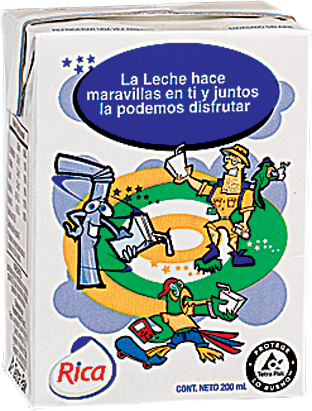 La Leche hace
maravillas en ti y juntos
la podemos disfrutar
Rica
CONT. NETO 200 ml.
PROTEGE
Tetra Pak
LO BUENO